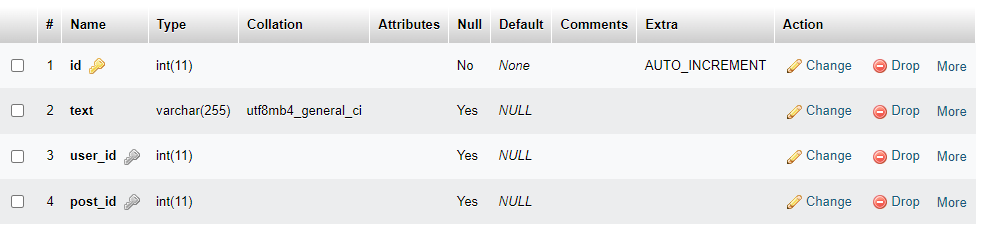 # Name Type Collation Attributes Null Default Comments Extra Action
1 id int(11) No None AUTO_INCREMENT Change Drop More
2 text varchar(255) utf8mb4_general_ci Yes NULL Change Drop More
3 user_id int(11) Yes NULL Change Drop More
4 post_id int(11) Yes NULL Change Drop More